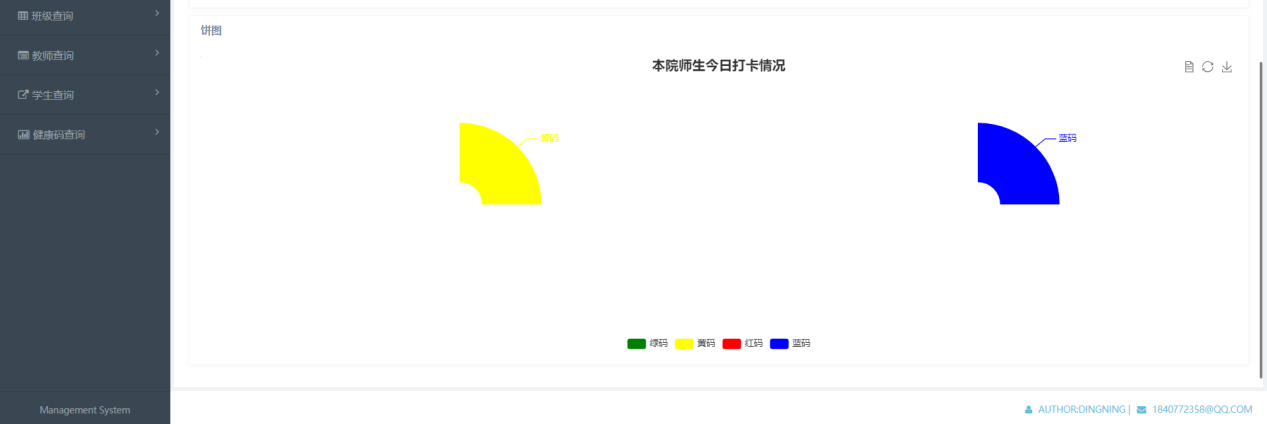 班级查询
教师查询
学生查询
健康码查询
饼图
本院师生今日打卡情况
黄码
蓝码
绿码 黄码 红码 蓝码
Management System
AUTHOR:DINGNING | 1840772358@QQ.COM